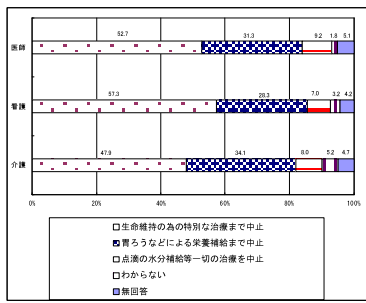 52.7 31.3 9.2 1.8 5.1
医師
57.3 28.3 7.0 3.2 4.2
看護
47.9 34.1 8.0 5.2 4.7
介護
0% 20% 40% 60% 80% 100%
生命維持の為の特別な治療まで中止
胃ろうなどによる栄養補給まで中止
点滴の水分補給等一切の治療を中止
わからない
無回答